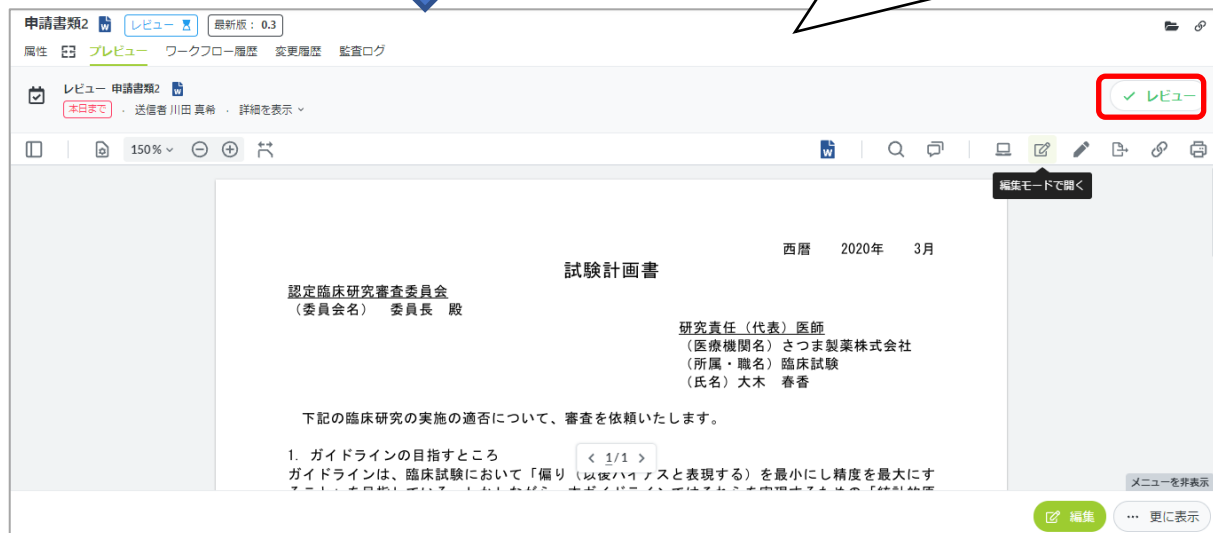 申請書類2 レビュー 最新版： 0.3
属性 プレビュー ワークフロー履歴 変更履歴 監査ログ
レビュー 申請書類2
本日まで · 送信者 川田 真希 · 詳細を表示
レビュー
150%
編集モードで開く
西暦 2020年 3月
試験計画書
認定臨床研究審査委員会
（委員会名） 委員長 殿
研究責任（代表）医師
（医療機関名）さつま製薬株式会社
（所属・職名）臨床試験
（氏名）大木 春香
下記の臨床研究の実施の適否について、審査を依頼いたします。
1. ガイドラインの目指すところ
< 1/1 >
ガイドラインは、臨床試験において「偏り（以後バイアスと表現する）を最小にし精度を最大にす
メニューを非表示
編集 ··· 更に表示